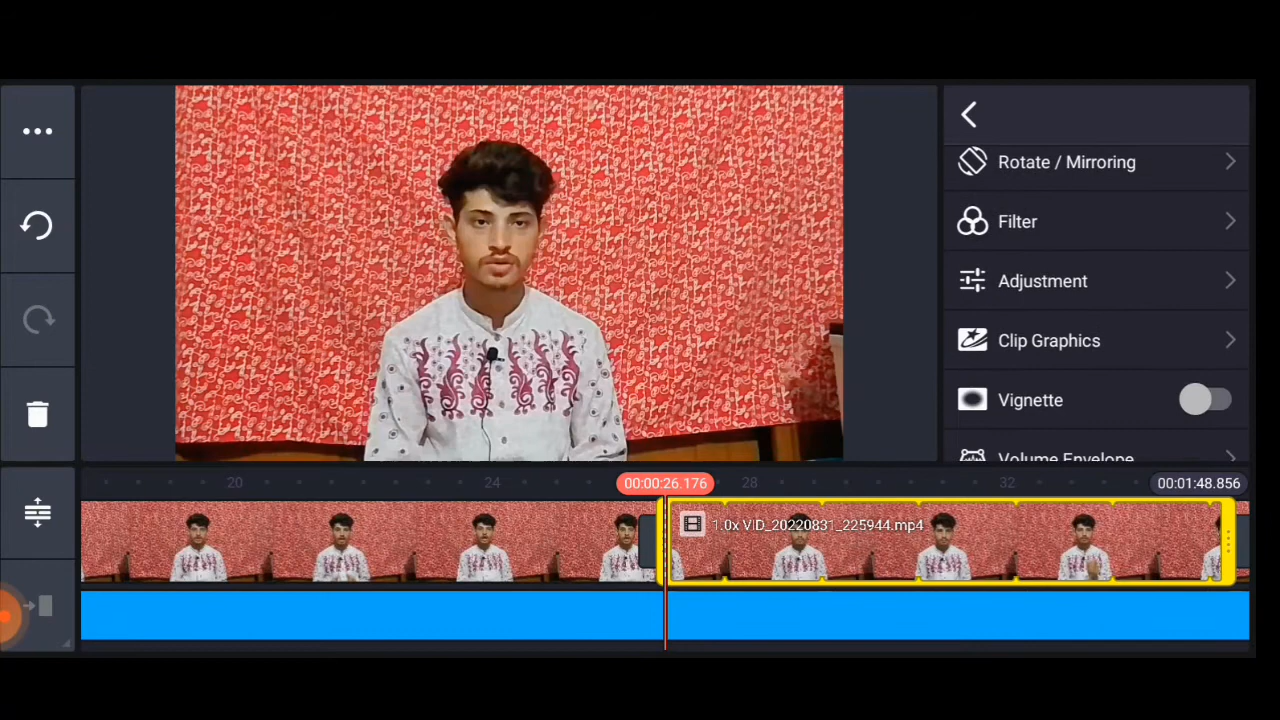 Rotate / Mirroring
Filter
Adjustment
Clip Graphics
Vignette
Volume Envelope
20
24
00:00:26.176
28
32
00:01:48.856
1.0x VID_20220831_225944.mp4